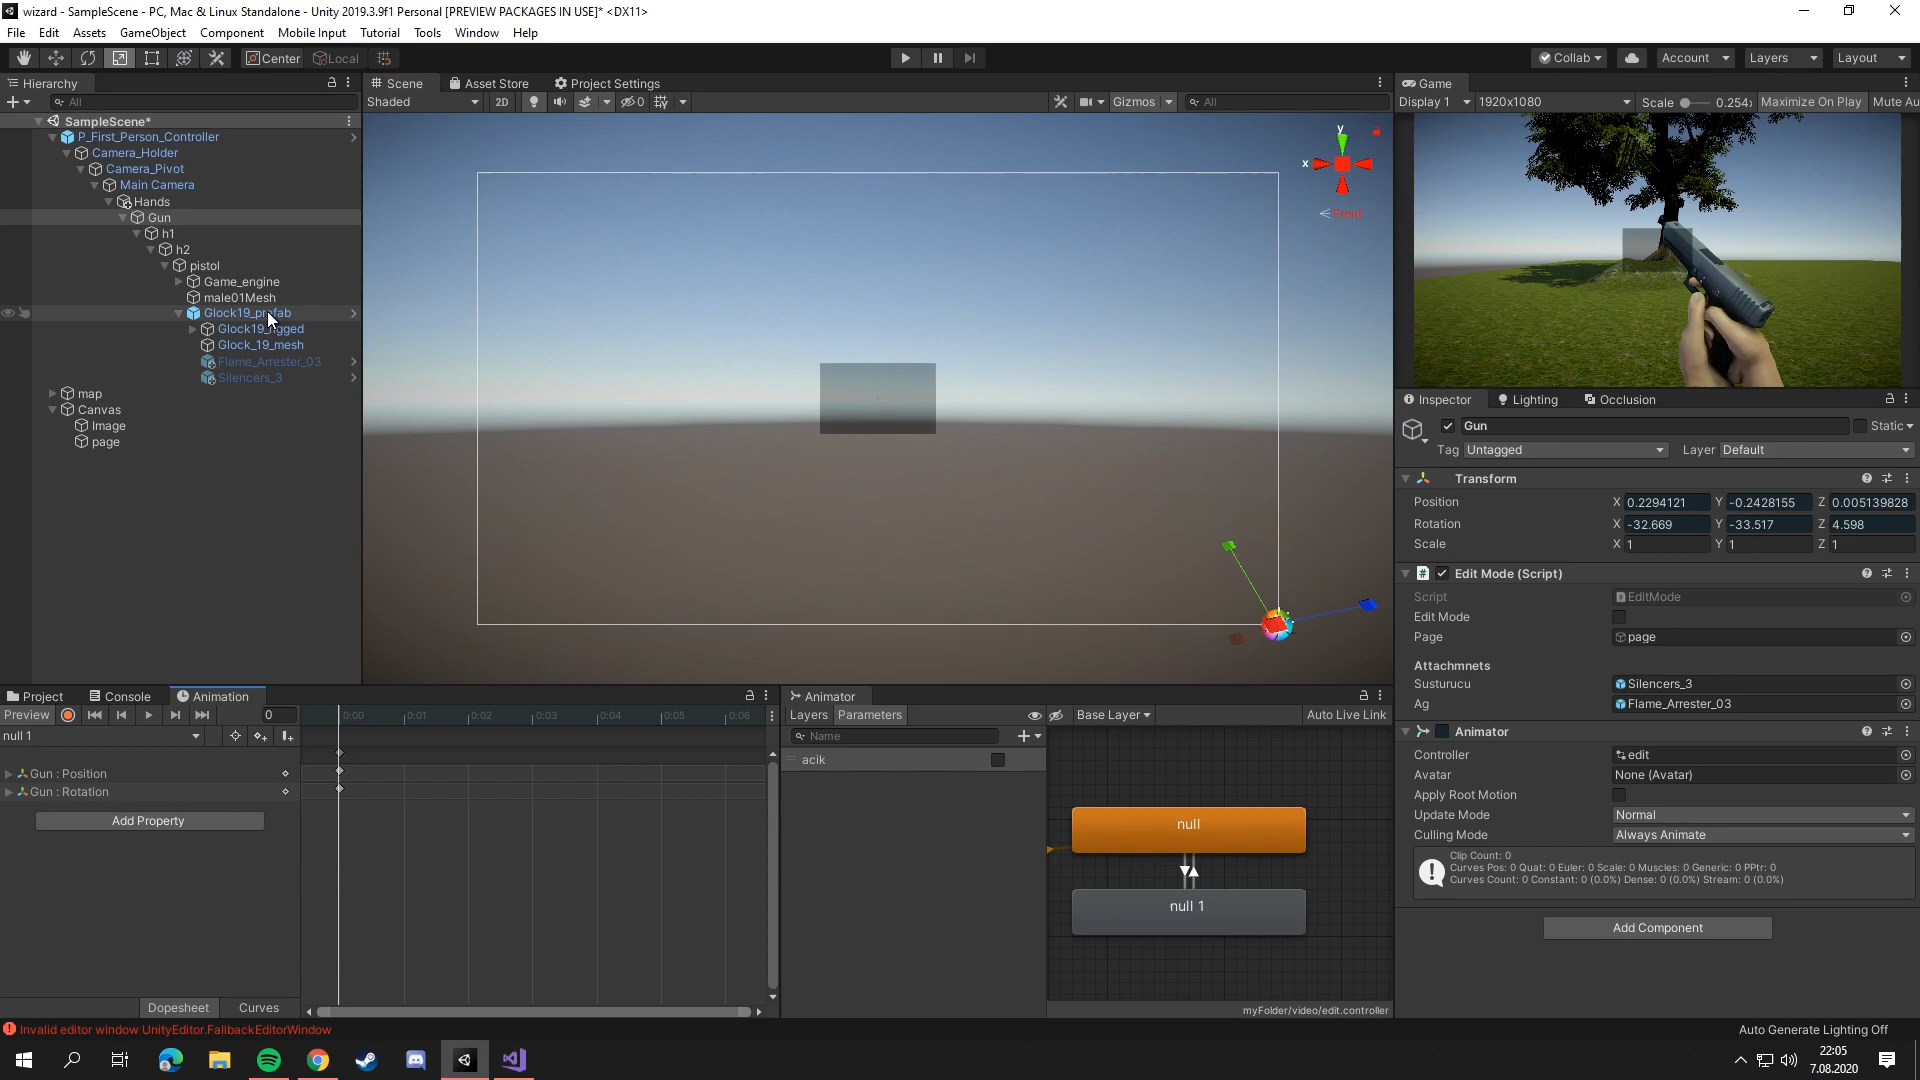 wizard - SampleScene - PC, Mac & Linux Standalone - Unity 2019.3.9f1 Personal [PREVIEW PACKAGES IN USE]* <DX11>
File Edit Assets GameObject Component Mobile Input Tutorial Tools Window Help
Center Local Collab Account Layers Layout
Hierarchy
All
SampleScene*
P_First_Person_Controller
Camera_Holder
Camera_Pivot
Main Camera
Hands
Gun
h1
h2
pistol
Game_engine
male01Mesh
Glock19_prefab
Glock19_rigged
Glock_19_mesh
Flame_Arrester_03
Silencers_3
map
Canvas
Image
page
Scene Asset Store Project Settings
Shaded 2D 0 Gizmos All
y
x
Front
Game
Display 1 1920x1080 Scale 0.254 Maximize On Play Mute Au
Inspector Lighting Occlusion
Gun Static
Tag Untagged Layer Default
Transform
Position X 0.2294121 Y -0.2428155 Z 0.005139828
Rotation X -32.669 Y -33.517 Z 4.598
Scale X 1 Y 1 Z 1
# Edit Mode (Script)
Script EditMode
Edit Mode
Page page
Attachmnets
Susturucu Silencers_3
Ag Flame_Arrester_03
Animator
Controller edit
Avatar None (Avatar)
Apply Root Motion
Update Mode Normal
Culling Mode Always Animate
Clip Count: 0
Curves Pos: 0 Quat: 0 Euler: 0 Scale: 0 Muscles: 0 Generic: 0 PPtr: 0
Curves Count: 0 Constant: 0 (0.0%) Dense: 0 (0.0%) Stream: 0 (0.0%)
Add Component
Project Console Animation
Preview 0 0:00 0:01 0:02 0:03 0:04 0:05 0:06
null 1
Gun : Position
Gun : Rotation
Add Property
Dopesheet Curves
Animator
Layers Parameters Base Layer Auto Live Link
Name
acik
null
null 1
myFolder/video/edit.controller
Invalid editor window UnityEditor.FallbackEditorWindow
Auto Generate Lighting Off
22:05
7.08.2020